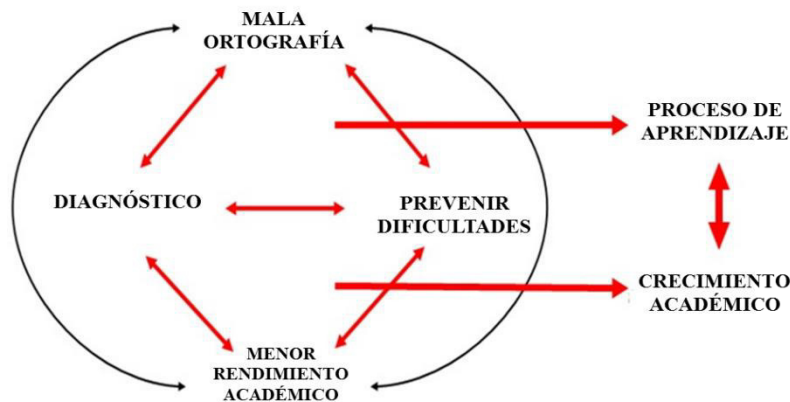 MALA
ORTOGRAFÍA
PROCESO DE
APRENDIZAJE
DIAGNÓSTICO
PREVENIR
DIFICULTADES
CRECIMIENTO
ACADÉMICO
MENOR
RENDIMIENTO
ACADÉMICO